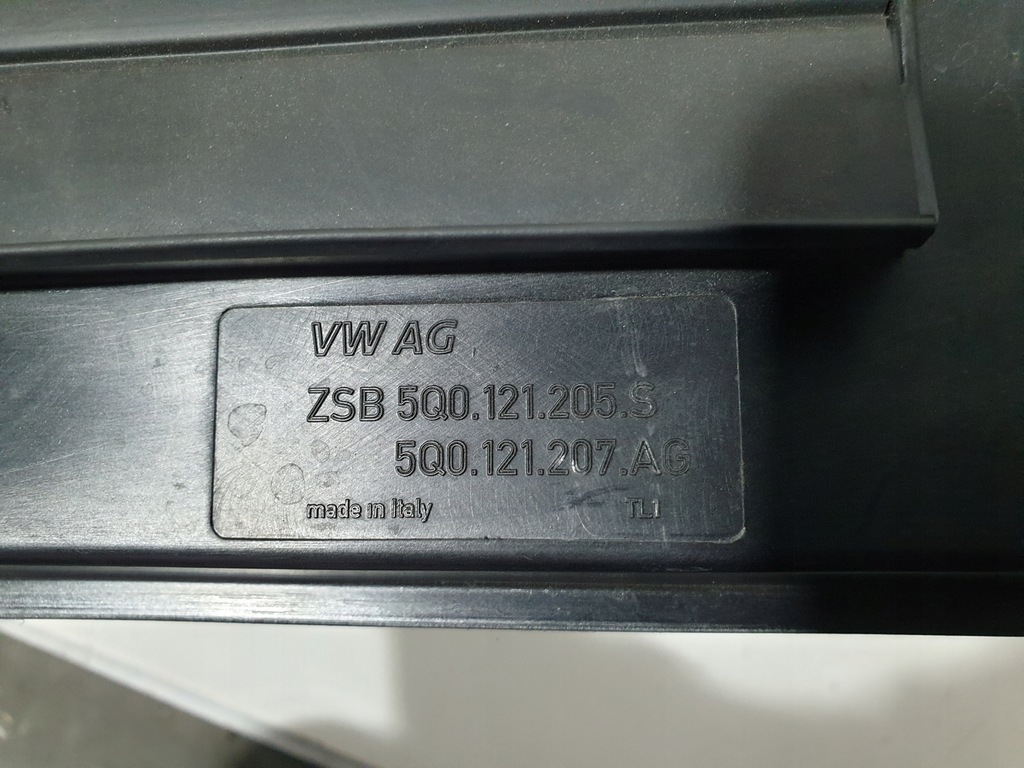 VW AG
ZSB 5Q0.121.205.S
5Q0.121.207.AG
made in Italy TL1